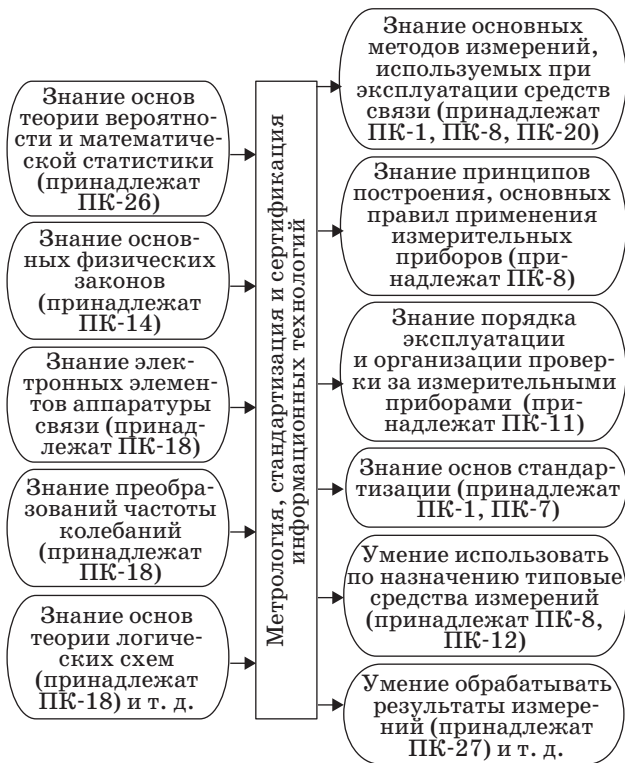 Знание основ
теории вероятно-
сти и математиче-
ской статистики
(принадлежат
ПК-26)
Знание основ-
ных физических
законов
(принадлежат
ПК-14)
Знание элек-
тронных элемен-
тов аппаратуры
связи (принад-
лежат ПК-18)
Знание преобра-
зований частоты
колебаний
(принадлежат
ПК-18)
Знание основ
теории логиче-
ских схем
(принадлежат
ПК-18) и т. д.
Метрология, стандартизация и сертификация
информационных технологий
Знание основных
методов измерений,
используемых при
эксплуатации средств
связи (принадлежат
ПК-1, ПК-8, ПК-20)
Знание принципов
построения, основных
правил применения
измерительных
приборов (при-
надлежат ПК-8)
Знание порядка
эксплуатации
и организации провер-
ки за измерительными
приборами (при-
надлежат ПК-11)
Знание основ стандар-
тизации (принадлежат
ПК-1, ПК-7)
Умение использовать
по назначению типовые
средства измерений
(принадлежат ПК-8,
ПК-12)
Умение обрабатывать
результаты измере-
ний (принадлежат
ПК-27) и т. д.